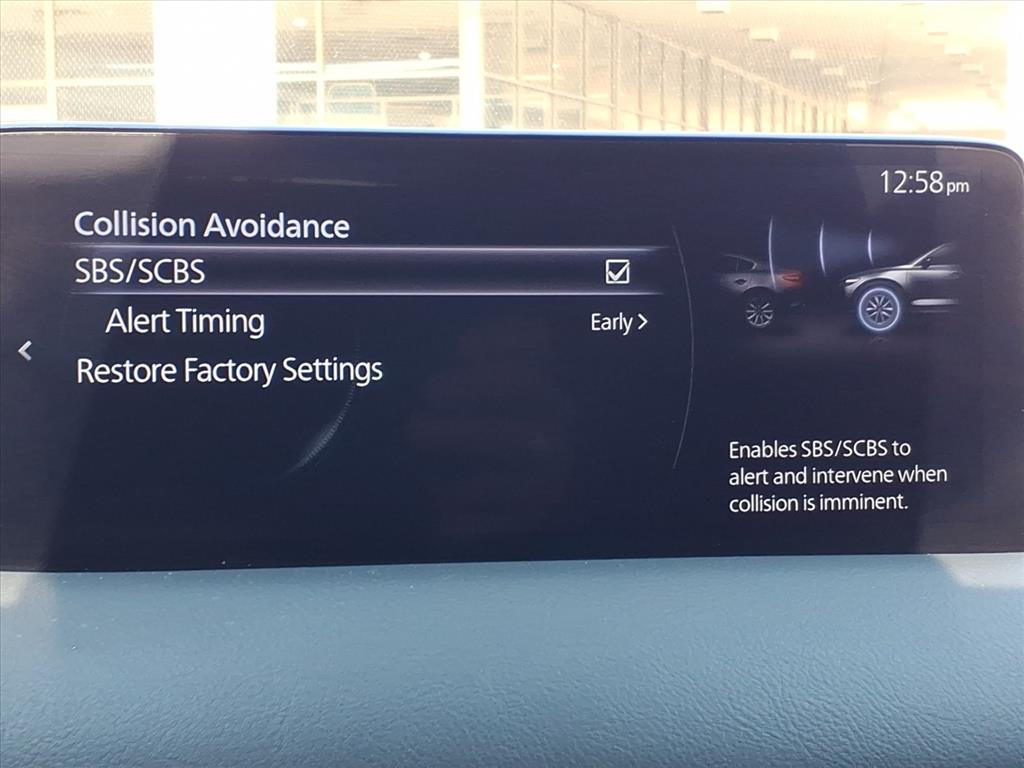 12:58pm
Collision Avoidance
SBS/SCBS
Alert Timing Early
Restore Factory Settings
Enables SBS/SCBS to
alert and intervene when
collision is imminent.